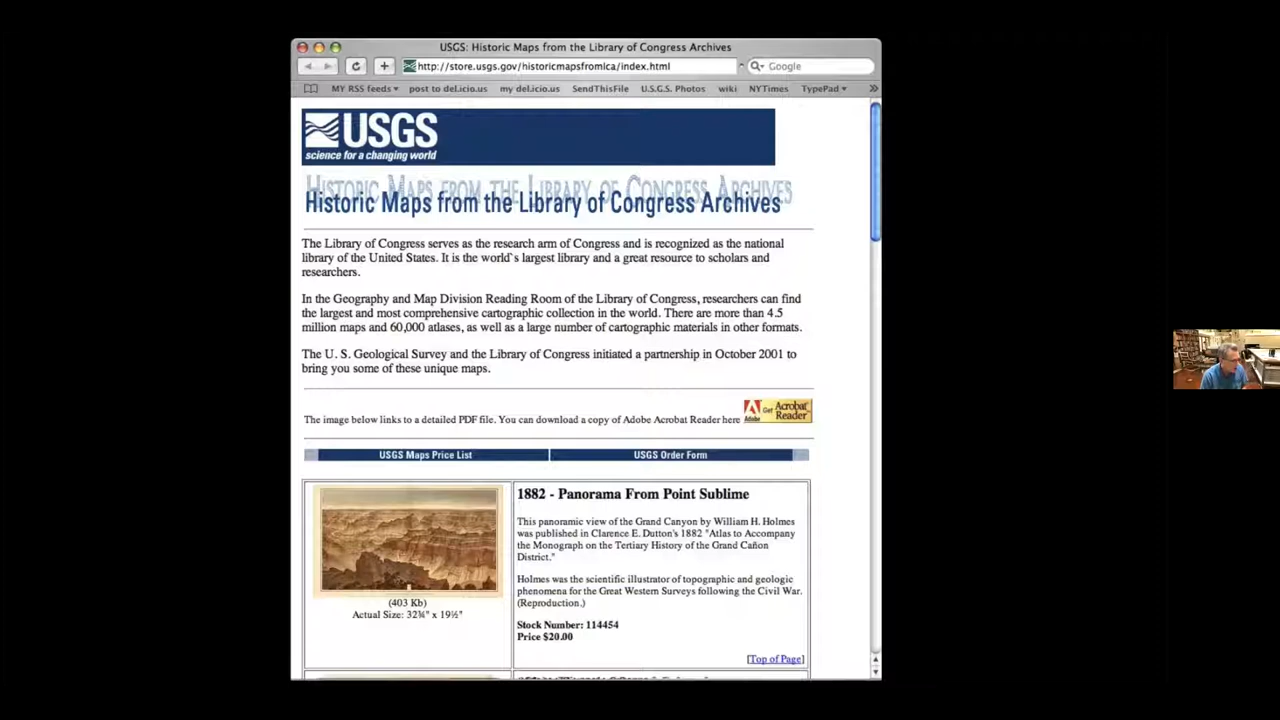 USGS: Historic Maps from the Library of Congress Archives
http://store.usgs.gov/historicmapsfromlca/index.html
Google
MY RSS feeds
post to del.icio.us
my del.icio.us
SendThisFile
U.S.G.S. Photos
wiki
NYTimes
TypePad
USGS
science for a changing world
Historic Maps from the Library of Congress Archives
Historic Maps from the Library of Congress Archives
The Library of Congress serves as the research arm of Congress and is recognized as the national
library of the United States. It is the world`s largest library and a great resource to scholars and
researchers.
In the Geography and Map Division Reading Room of the Library of Congress, researchers can find
the largest and most comprehensive cartographic collection in the world. There are more than 4.5
million maps and 60,000 atlases, as well as a large number of cartographic materials in other formats.
The U. S. Geological Survey and the Library of Congress initiated a partnership in October 2001 to
bring you some of these unique maps.
The image below links to a detailed PDF file. You can download a copy of Adobe Acrobat Reader here
Adobe
Get Acrobat
Reader
USGS Maps Price List
USGS Order Form
1882 - Panorama From Point Sublime
This panoramic view of the Grand Canyon by William H. Holmes
was published in Clarence E. Dutton's 1882 "Atlas to Accompany
the Monograph on the Tertiary History of the Grand Cañon
District."
Holmes was the scientific illustrator of topographic and geologic
phenomena for the Great Western Surveys following the Civil War.
(Reproduction.)
(403 Kb)
Actual Size: 32¾" x 19½"
Stock Number: 114454
Price $20.00
[Top of Page]